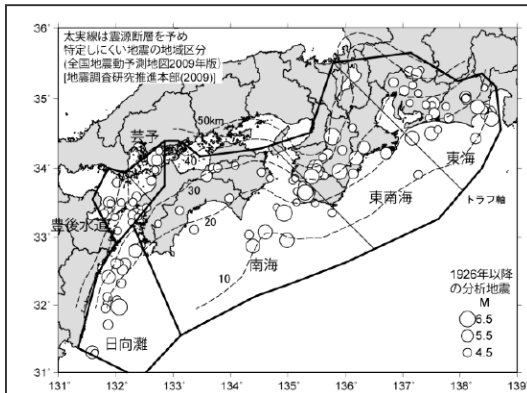 太実線は震源断層を予め
特定しにくい地震の地域区分
(全国地震動予測地図2009年版)
[地震調査研究推進本部(2009)]
36°
35°
34°
33°
32°
31°
50km
40
30
20
10
芸予
豊後水道
日向灘
南海
東南海
東海
トラフ軸
1926年以降
の分析地震
M
6.5
5.5
4.5
131°
132°
133°
134°
135°
136°
137°
138°
139°